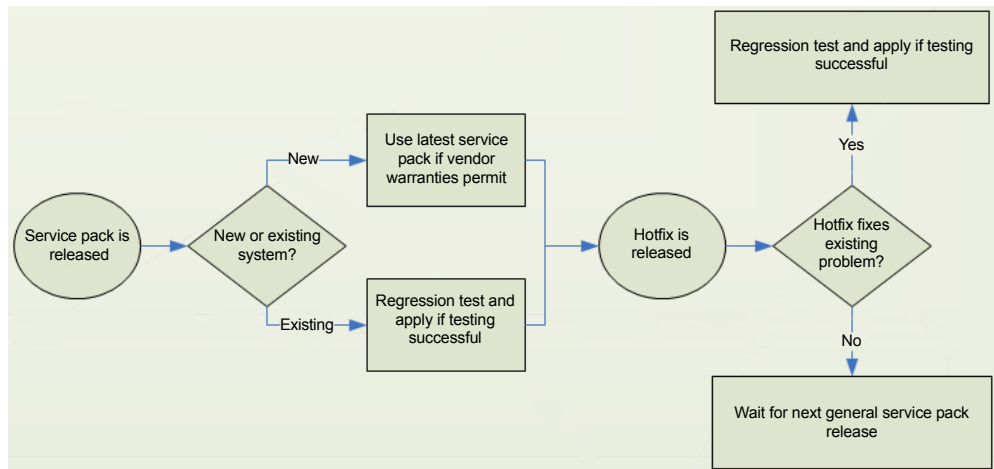 Service pack is
released
New or existing
system?
New
Use latest service
pack if vendor
warranties permit
Existing
Regression test and
apply if testing
successful
Hotfix is
released
Hotfix fixes
existing
problem?
Yes
Regression test and apply if testing
successful
No
Wait for next general service pack
release